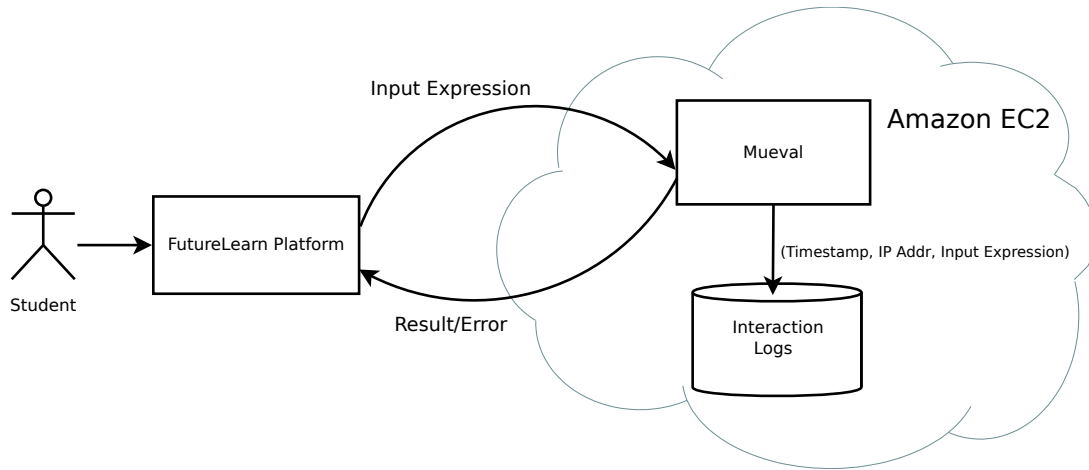 Input Expression
Amazon EC2
Mueval
FutureLearn Platform
(Timestamp, IP Addr, Input Expression)
Student
Result/Error
Interaction
Logs